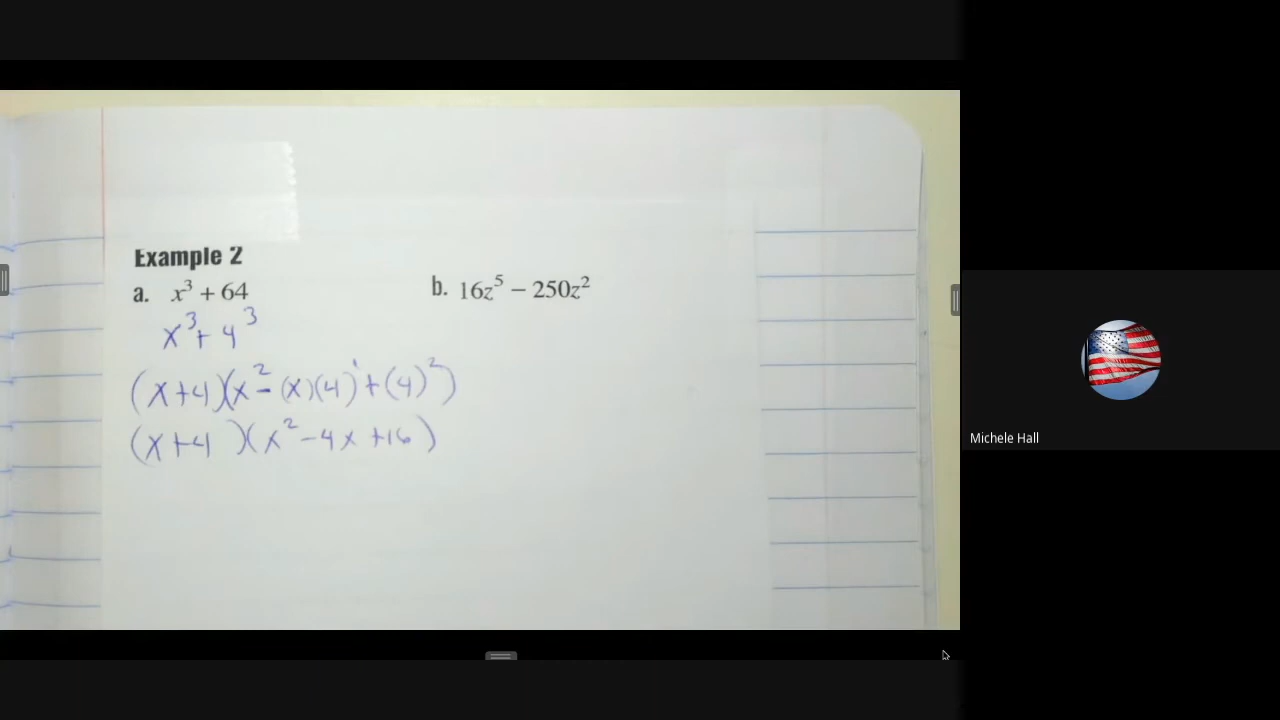 Example 2
a. x³ + 64
b. 16z⁵ − 250z²
x³ + 4³
(x+4)(x² - (x)(4) + (4)²)
(x+4)(x² - 4x + 16)
Michele Hall